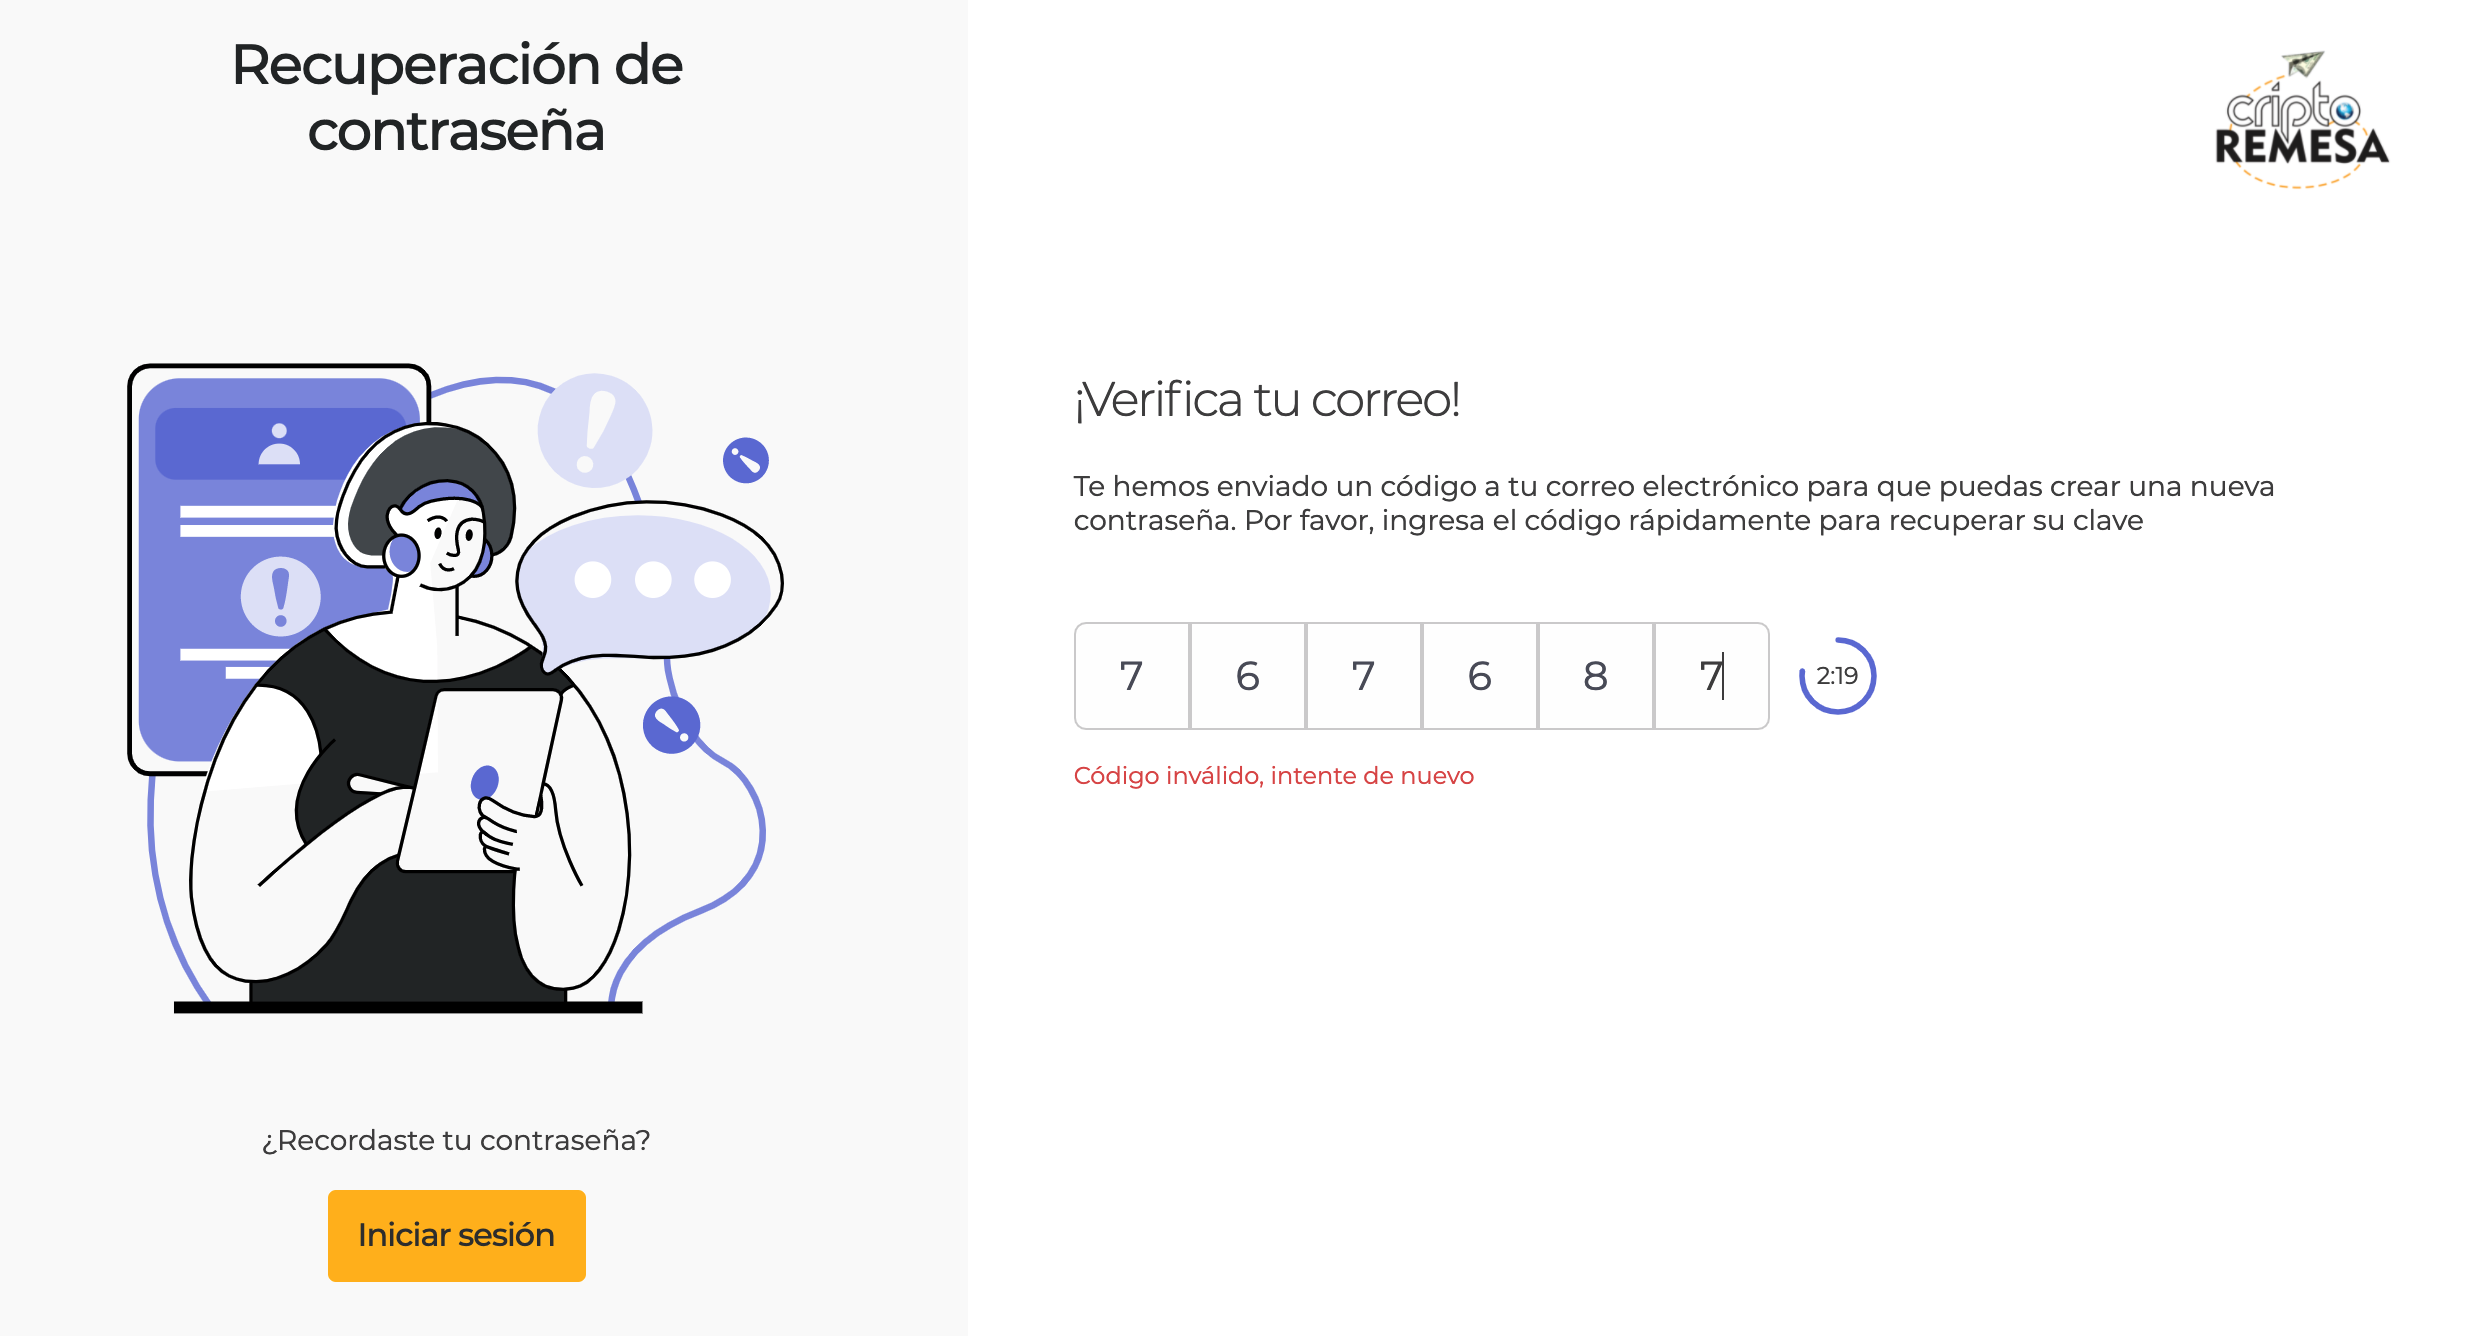 Recuperación de
contraseña
cripto
REMESA
¡Verifica tu correo!
Te hemos enviado un código a tu correo electrónico para que puedas crear una nueva
contraseña. Por favor, ingresa el código rápidamente para recuperar su clave
7 6 7 6 8 7
2:19
Código inválido, intente de nuevo
¿Recordaste tu contraseña?
Iniciar sesión